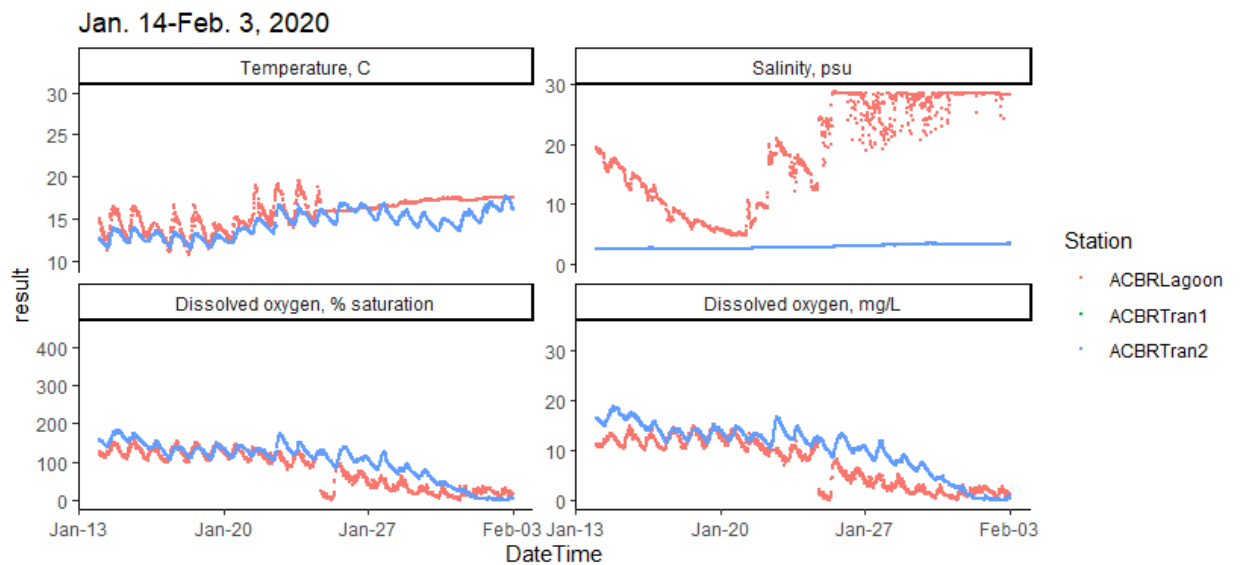 Jan. 14-Feb. 3, 2020
Temperature, C
Salinity, psu
30
25
20
15
10
30
20
10
0
result
Dissolved oxygen, % saturation
Dissolved oxygen, mg/L
400
300
200
100
0
30
20
10
0
Jan-13
Jan-20
Jan-27
Feb-03
Jan-13
Jan-20
Jan-27
Feb-03
DateTime
Station
ACBRLagoon
ACBRTran1
ACBRTran2